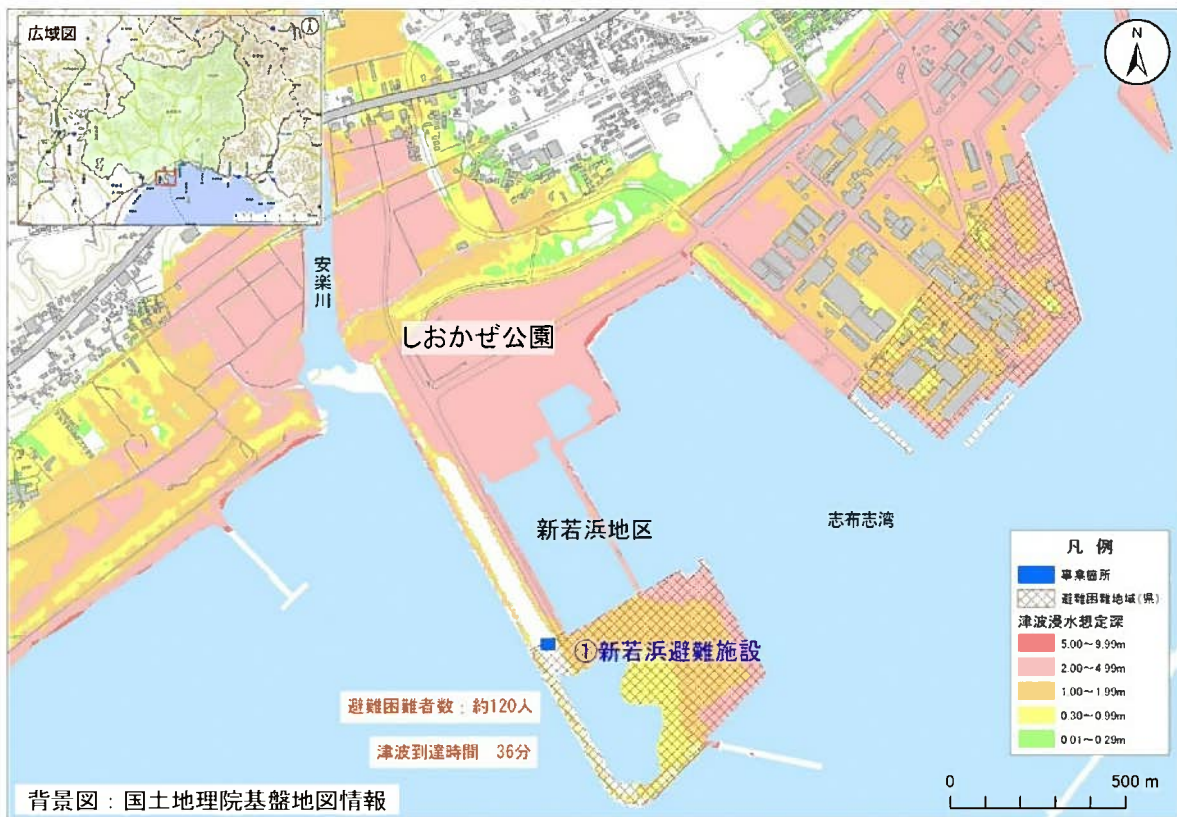 広域図
N
安楽川
しおかぜ公園
新若浜地区
志布志湾
①新若浜避難施設
避難困難者数：約120人
津波到達時間　36分
凡　例
事業箇所
避難困難地域(県)
津波浸水想定深
5.00～9.99m
2.00～4.99m
1.00～1.99m
0.30～0.99m
0.01～0.29m
0　500 m
背景図：国土地理院基盤地図情報